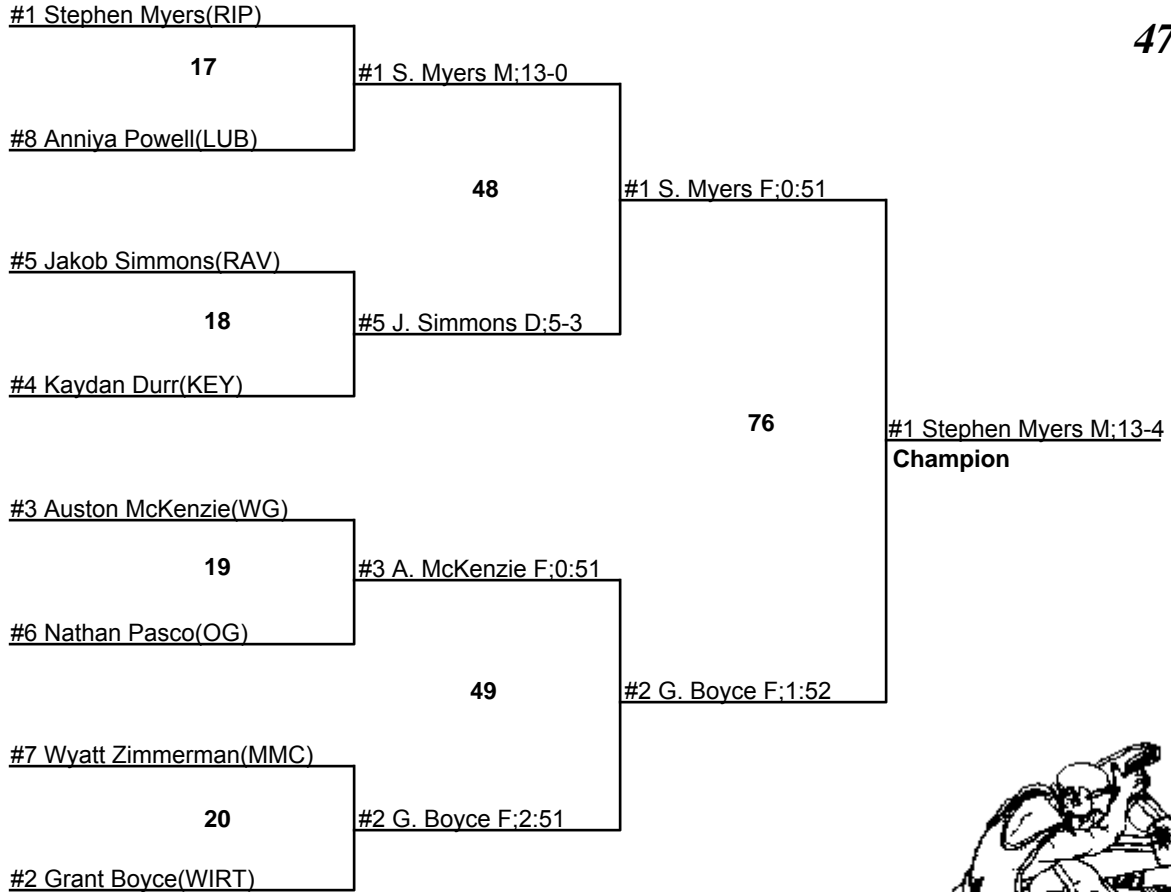 #1 Stephen Myers(RIP)
47
17
#1 S. Myers M;13-0
#8 Anniya Powell(LUB)
48
#1 S. Myers F;0:51
#5 Jakob Simmons(RAV)
18
#5 J. Simmons D;5-3
#4 Kaydan Durr(KEY)
76
#1 Stephen Myers M;13-4
Champion
#3 Auston McKenzie(WG)
19
#3 A. McKenzie F;0:51
#6 Nathan Pasco(OG)
49
#2 G. Boyce F;1:52
#7 Wyatt Zimmerman(MMC)
20
#2 G. Boyce F;2:51
#2 Grant Boyce(WIRT)